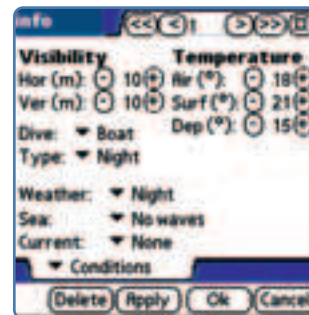 info << < 1 > >>
Visibility Temperature
Hor (m): - 10 + Air (°): - 18 +
Ver (m): - 10 + Surf (°): - 21 +
Dep (°): - 15 +
Dive: ▼ Boat
Type: ▼ Night
Weather: ▼ Night
Sea: ▼ No waves
Current: ▼ None
▼ Conditions
Delete Apply Ok Cancel